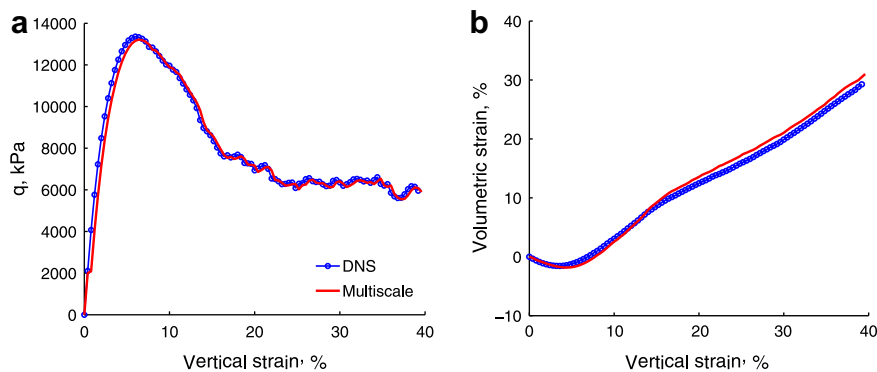 a
14000
12000
10000
8000
6000
4000
2000
0
q, kPa
DNS
Multiscale
0 10 20 30 40
Vertical strain, %
b
40
30
20
10
0
−10
Volumetric strain, %
0 10 20 30 40
Vertical strain, %